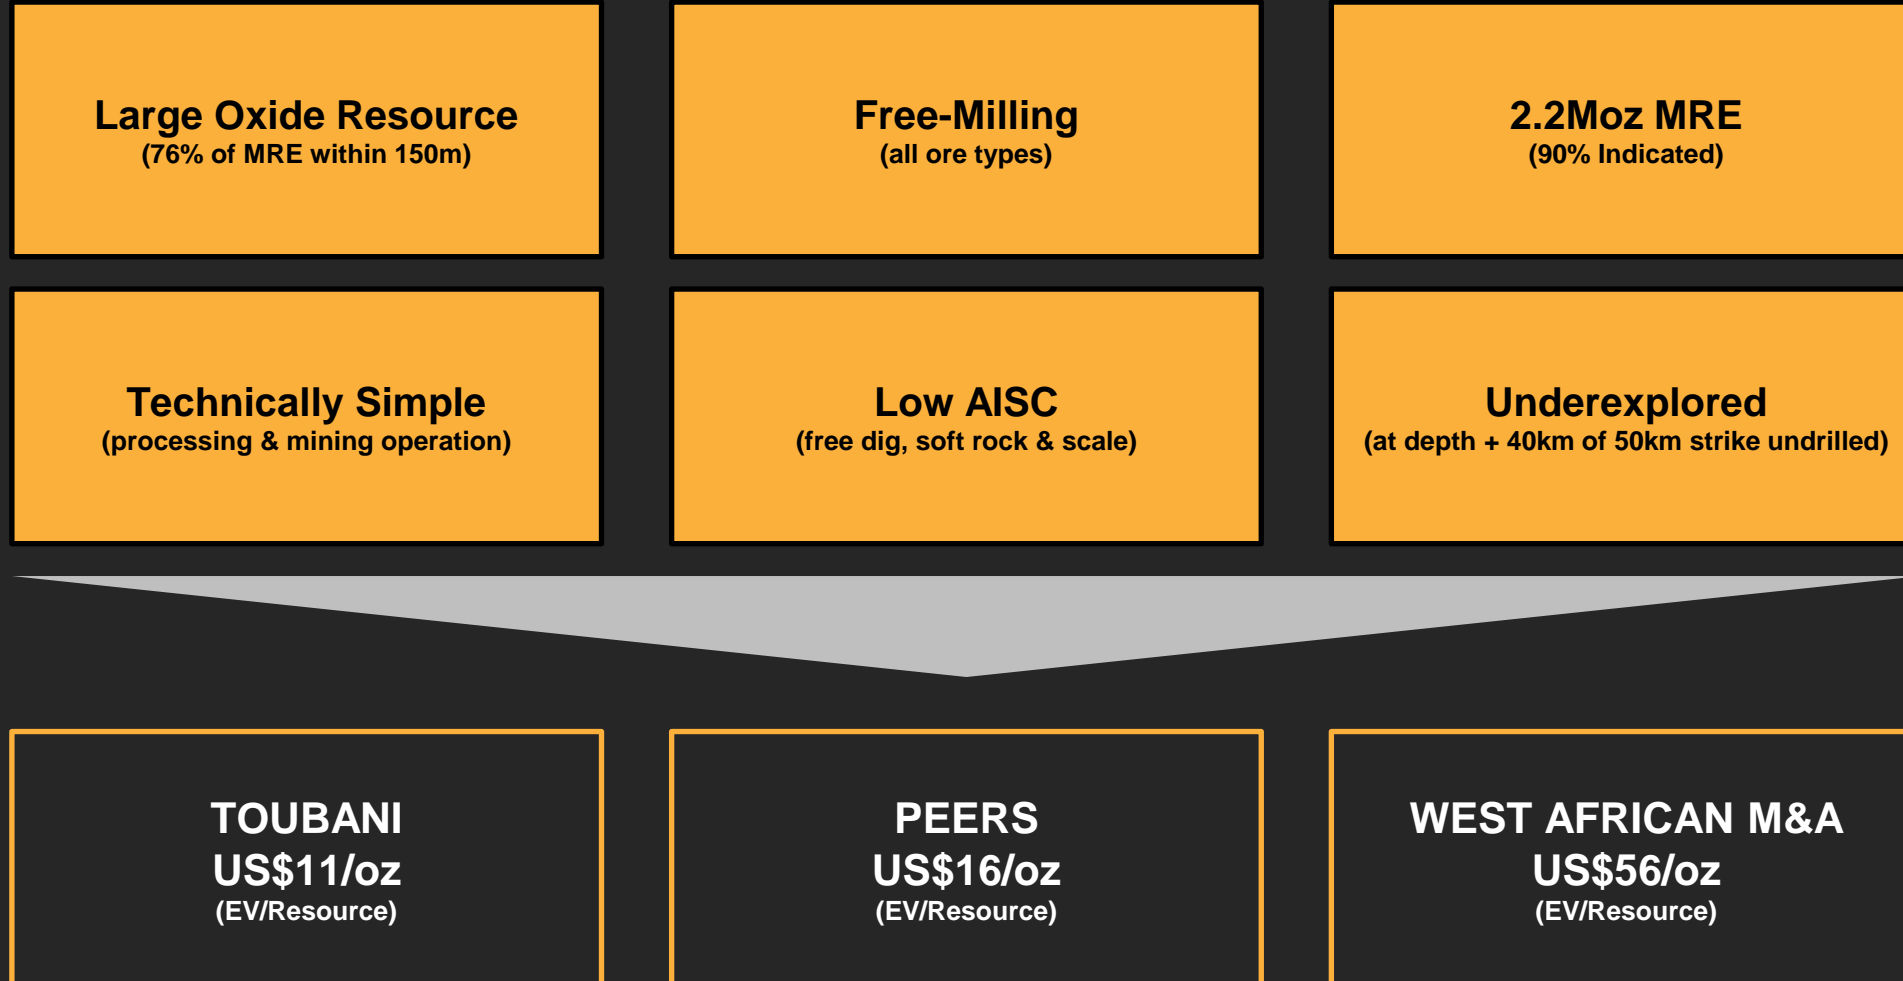 Large Oxide Resource
(76% of MRE within 150m)
Free-Milling
(all ore types)
2.2Moz MRE
(90% Indicated)
Technically Simple
(processing & mining operation)
Low AISC
(free dig, soft rock & scale)
Underexplored
(at depth + 40km of 50km strike undrilled)
TOUBANI
US$11/oz
(EV/Resource)
PEERS
US$16/oz
(EV/Resource)
WEST AFRICAN M&A
US$56/oz
(EV/Resource)